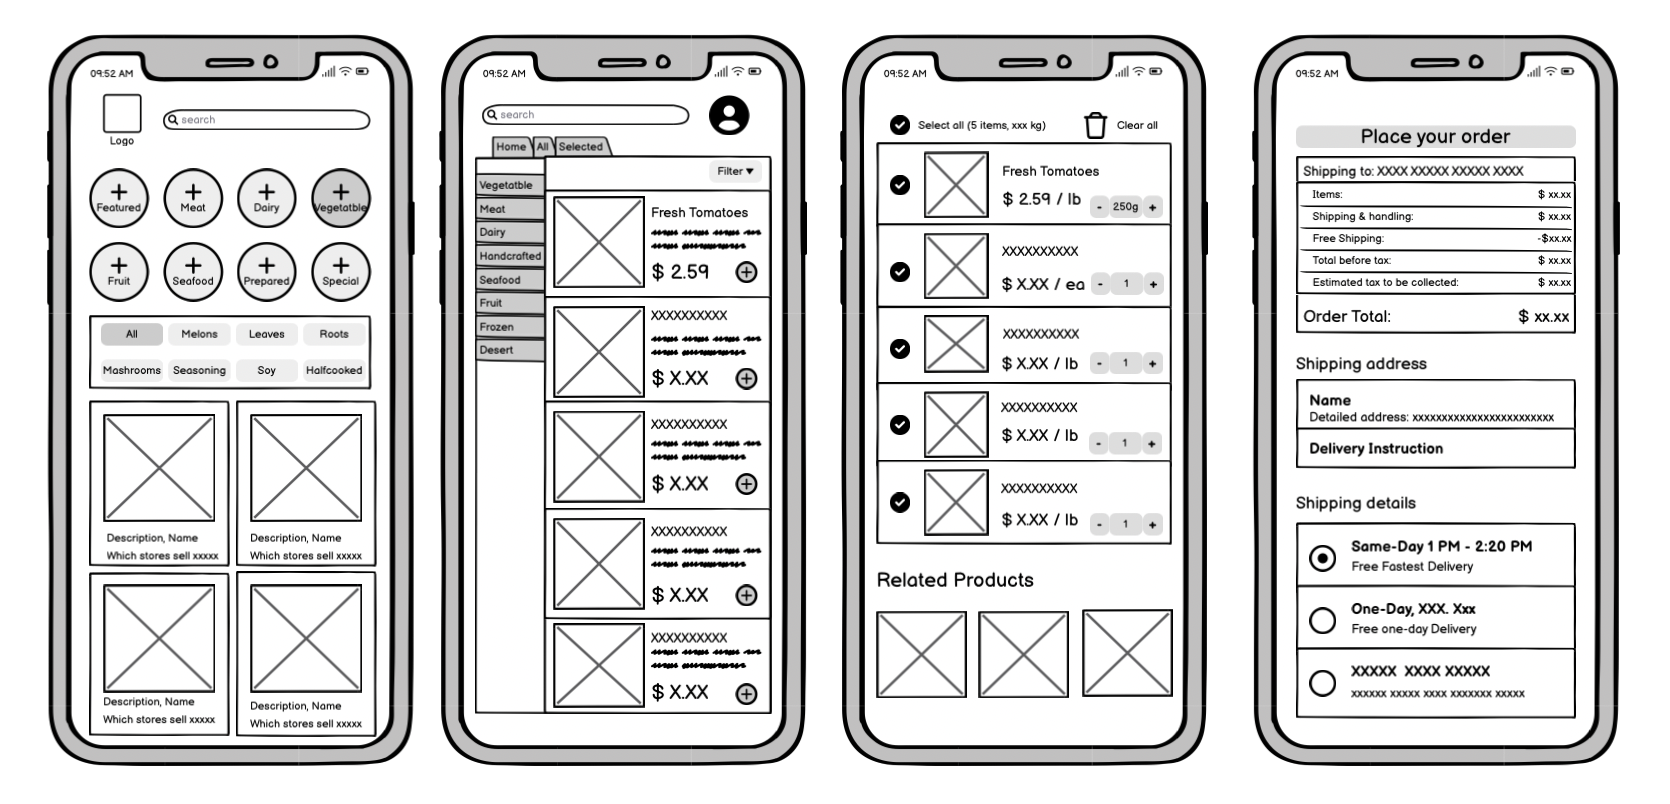 09:52 AM
search
Logo
Featured
Meat
Dairy
Vegetatble
Fruit
Seafood
Prepared
Special
All
Melons
Leaves
Roots
Mashrooms
Seasoning
Soy
Halfcooked
Description, Name
Which stores sell xxxxx
Description, Name
Which stores sell xxxxx
Description, Name
Which stores sell xxxxx
Description, Name
Which stores sell xxxxx
09:52 AM
search
Home
All
Selected
Filter ▼
Vegetatble
Meat
Dairy
Handcrafted
Seafood
Fruit
Frozen
Desert
Fresh Tomatoes
$ 2.59
XXXXXXXXXX
$ X.XX
XXXXXXXXXX
$ X.XX
XXXXXXXXXX
$ X.XX
XXXXXXXXXX
$ X.XX
09:52 AM
Select all (5 items, xxx kg)
Clear all
Fresh Tomatoes
$ 2.59 / lb
- 250g +
XXXXXXXXXX
$ X.XX / ea
- 1 +
XXXXXXXXXX
$ X.XX / lb
- 1 +
XXXXXXXXXX
$ X.XX / lb
- 1 +
XXXXXXXXXX
$ X.XX / lb
- 1 +
Related Products
09:52 AM
Place your order
Shipping to: XXXX XXXXX XXXXX XXXX
Items: $ xx.xx
Shipping & handling: $ xx.xx
Free Shipping: -$xx.xx
Total before tax: $ xx.xx
Estimated tax to be collected: $ xx.xx
Order Total: $ xx.xx
Shipping address
Name
Detailed address: xxxxxxxxxxxxxxxxxxxxxxxx
Delivery Instruction
Shipping details
Same-Day 1 PM - 2:20 PM
Free Fastest Delivery
One-Day, XXX. Xxx
Free one-day Delivery
XXXXX XXXX XXXXX
xxxxxx xxxxx xxxx xxxxxxx xxxxx